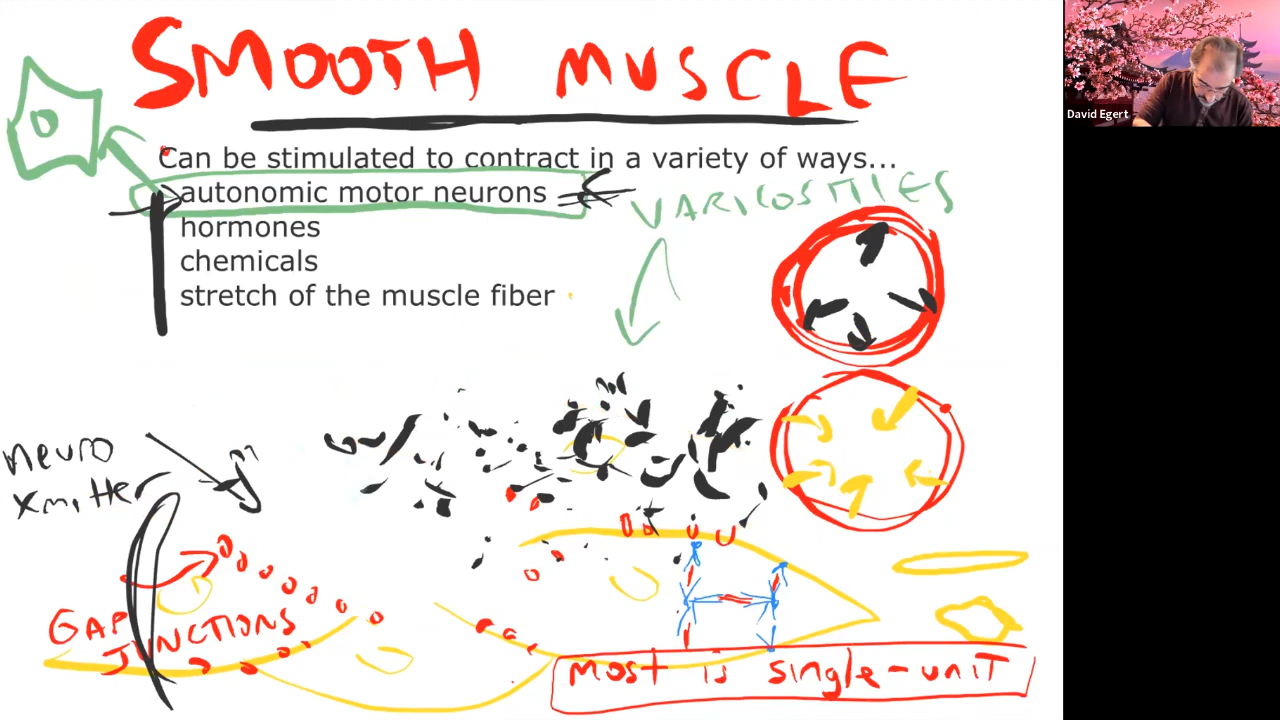 SMOOTH MUSCLE
David Egert
Can be stimulated to contract in a variety of ways...
autonomic motor neurons
VARICOSITIES
hormones
chemicals
stretch of the muscle fiber
neuro
xmitter
GAP
JUNCTIONS
most is single-unit